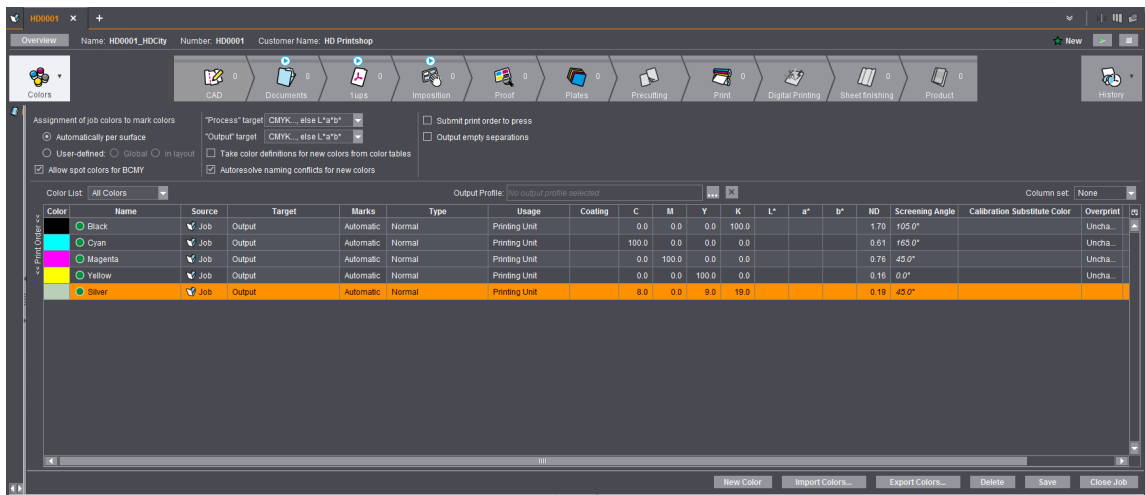 HD0001 × +
Overview Name: HD0001_HDCity Number: HD0001 Customer Name: HD Printshop New
Colors CAD 0 Documents 0 1ups 0 Imposition 0 Proof 0 Plates 0 Precutting Print 0 Digital Printing Sheet finishing 0 Product 0 History
Assignment of job colors to mark colors "Process" target CMYK..., else L*a*b* Submit print order to press
Automatically per surface "Output" target CMYK..., else L*a*b* Output empty separations
User-defined: Global in layout Take color definitions for new colors from color tables
Allow spot colors for BCMY Autoresolve naming conflicts for new colors
Color List: All Colors Output Profile: No output profile selected ... Column set: None
<< Print Order <<
Color Name Source Target Marks Type Usage Coating C M Y K L* a* b* ND Screening Angle Calibration Substitute Color Overprint
Black Job Output Automatic Normal Printing Unit 0.0 0.0 0.0 100.0 1.70 105.0° Uncha...
Cyan Job Output Automatic Normal Printing Unit 100.0 0.0 0.0 0.0 0.61 165.0° Uncha...
Magenta Job Output Automatic Normal Printing Unit 0.0 100.0 0.0 0.0 0.76 45.0° Uncha...
Yellow Job Output Automatic Normal Printing Unit 0.0 0.0 100.0 0.0 0.16 0.0° Uncha...
Silver Job Output Automatic Normal Printing Unit 8.0 0.0 9.0 19.0 0.19 45.0°
New Color Import Colors... Export Colors... Delete Save Close Job